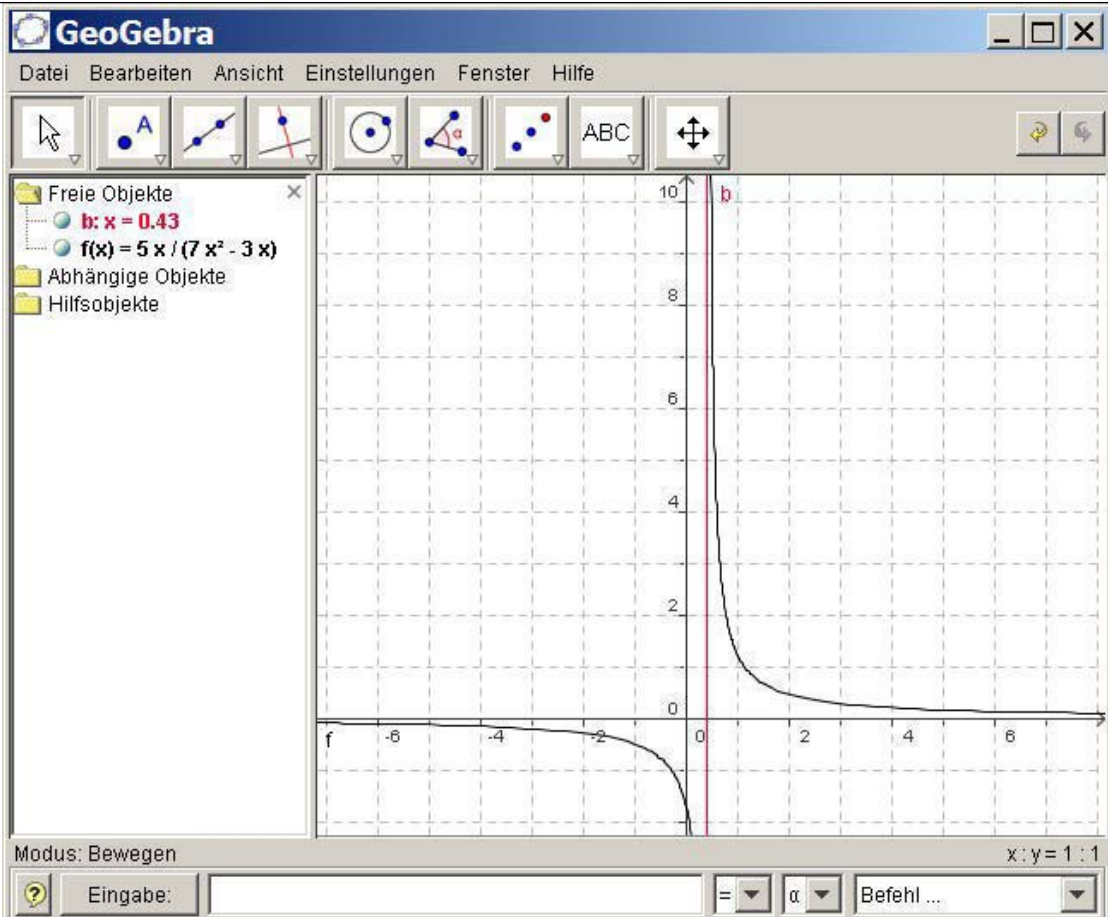 GeoGebra
Datei Bearbeiten Ansicht Einstellungen Fenster Hilfe
A α ABC
Freie Objekte
b: x = 0.43
f(x) = 5 x / (7 x² - 3 x)
Abhängige Objekte
Hilfsobjekte
10 b
8
6
4
2
0
f -6 -4 -2 0 2 4 6
Modus: Bewegen x : y = 1 : 1
Eingabe: = α Befehl ...